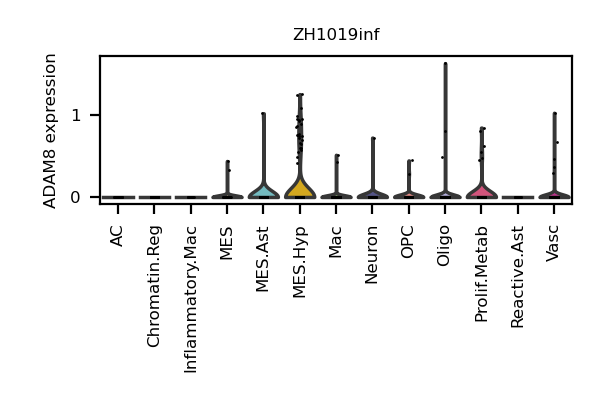 ZH1019inf
ADAM8 expression
1
0
AC
Chromatin.Reg
Inflammatory.Mac
MES
MES.Ast
MES.Hyp
Mac
Neuron
OPC
Oligo
Prolif.Metab
Reactive.Ast
Vasc